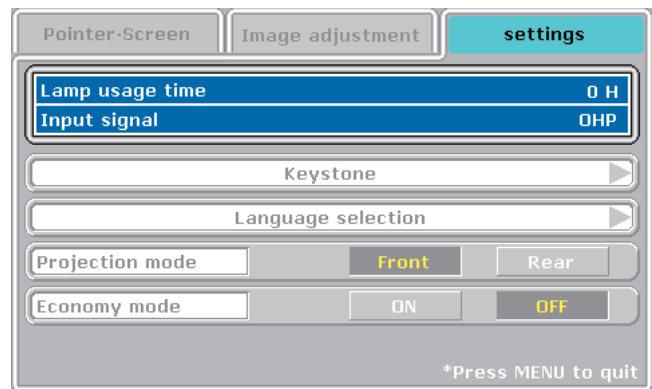 Pointer·Screen Image adjustment settings
Lamp usage time 0 H
Input signal OHP
Keystone
Language selection
Projection mode Front Rear
Economy mode ON OFF
*Press MENU to quit